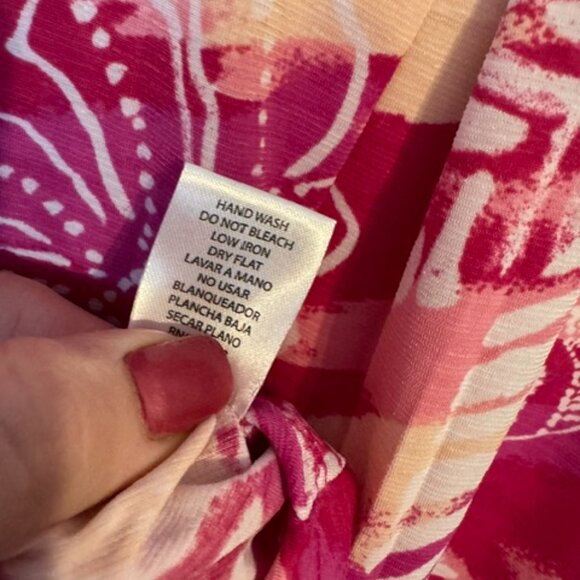 HAND WASH
DO NOT BLEACH
LOW IRON
DRY FLAT
LAVAR A MANO
NO USAR
BLANQUEADOR
PLANCHA BAJA
SECAR PLANO